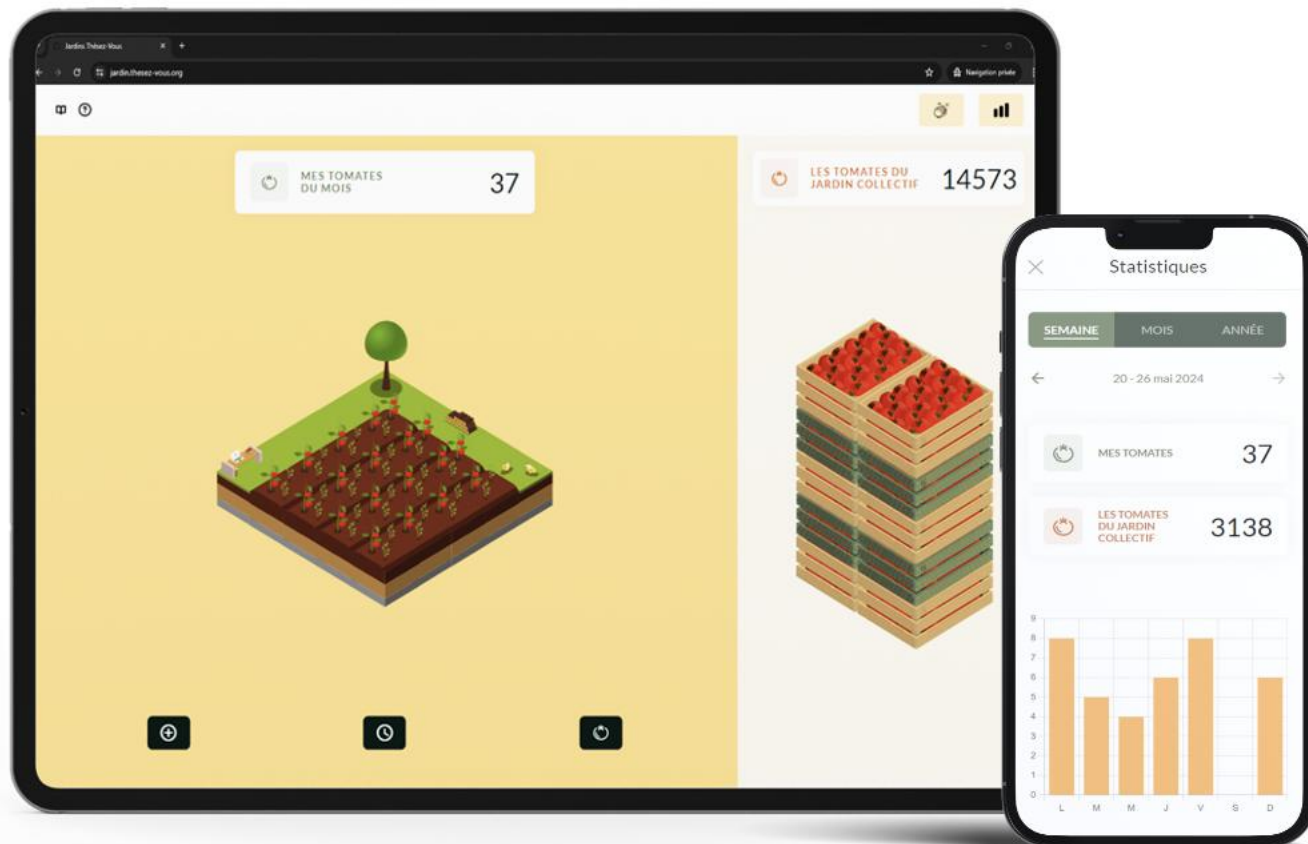 Jardins Thésez-Vous
jardin.thesez-vous.org
Navigation privée
MES TOMATES
DU MOIS
37
LES TOMATES DU
JARDIN COLLECTIF
14573
Statistiques
SEMAINE
MOIS
ANNÉE
20 - 26 mai 2024
MES TOMATES
37
LES TOMATES
DU JARDIN
COLLECTIF
3138
9
8
7
6
5
4
3
2
1
0
L M M J V S D